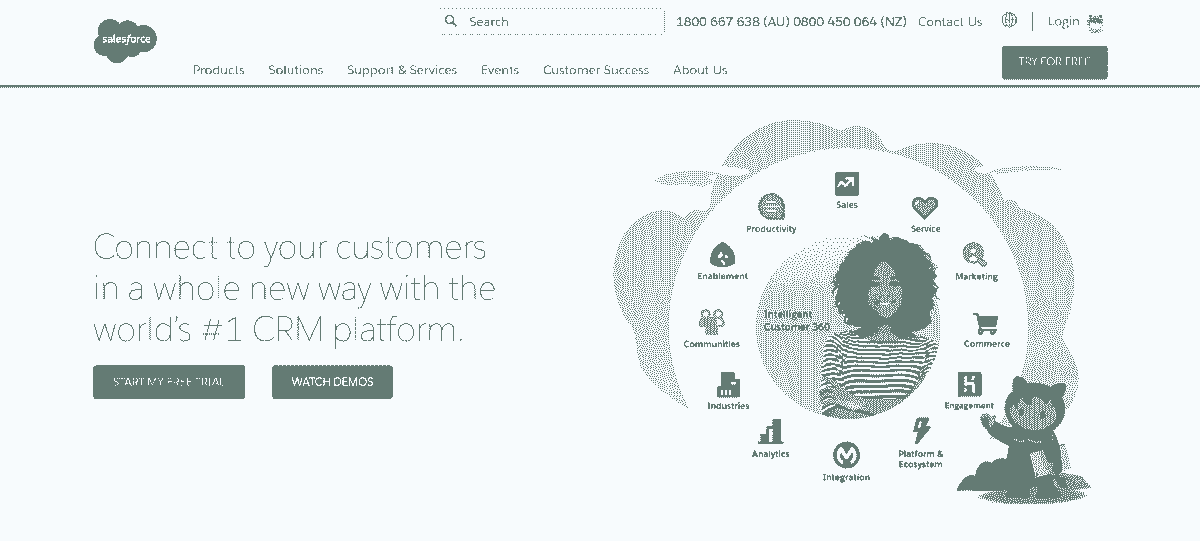 salesforce
Search
1800 667 638 (AU) 0800 450 064 (NZ)
Contact Us
Login
Products
Solutions
Support & Services
Events
Customer Success
About Us
TRY FOR FREE
Connect to your customers
in a whole new way with the
world's #1 CRM platform.
START MY FREE TRIAL
WATCH DEMOS
Sales
Productivity
Service
Enablement
Marketing
Intelligent
Customer 360
Communities
Commerce
Industries
Engagement
Analytics
Platform &
Ecosystem
Integration